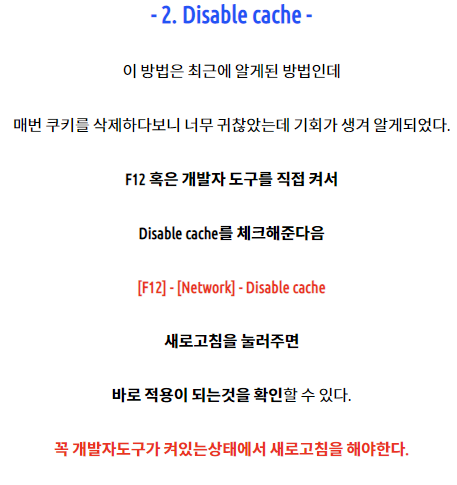 - 2. Disable cache -
이 방법은 최근에 알게된 방법인데
매번 쿠키를 삭제하다보니 너무 귀찮았는데 기회가 생겨 알게되었다.
F12 혹은 개발자 도구를 직접 켜서
Disable cache를 체크해준다음
[F12] - [Network] - Disable cache
새로고침을 눌러주면
바로 적용이 되는것을 확인할 수 있다.
꼭 개발자도구가 켜있는상태에서 새로고침을 해야한다.